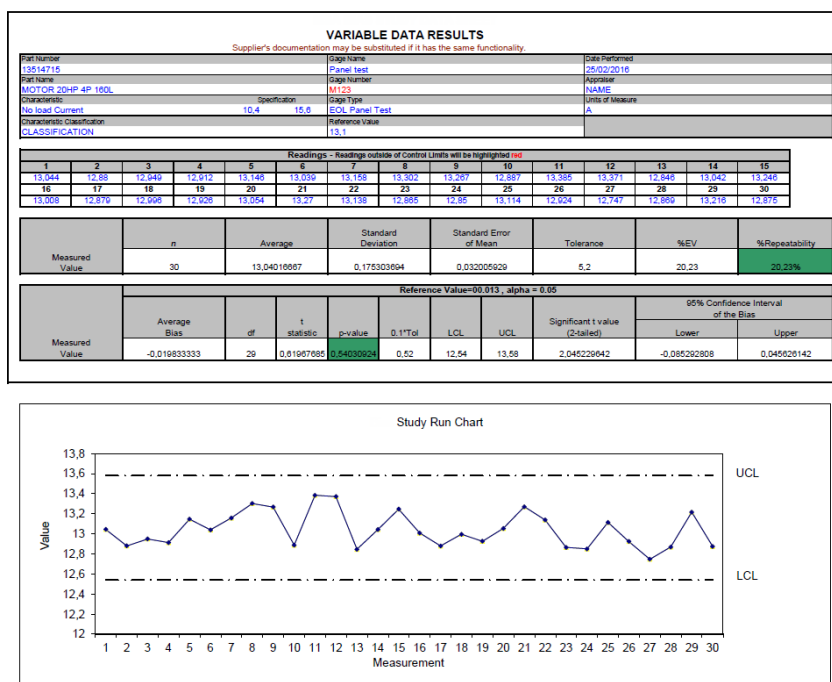 VARIABLE DATA RESULTS
Supplier's documentation may be substituted if it has the same functionality.
Part Number Gage Name Date Performed
13514715 Panel test 25/02/2016
Part Name Gage Number Appraiser
MOTOR 20HP 4P 160L M123 NAME
Characteristic Specification Gage Type Units of Measure
No load Current 10,4 15,6 EOL Panel Test A
Characteristic Classification Reference Value
CLASSIFICATION 13,1
Readings - Readings outside of Control Limits will be highlighted red
1 2 3 4 5 6 7 8 9 10 11 12 13 14 15
13,044 12,88 12,949 12,912 13,146 13,039 13,158 13,302 13,267 12,887 13,385 13,371 12,846 13,042 13,246
16 17 18 19 20 21 22 23 24 25 26 27 28 29 30
13,008 12,879 12,996 12,926 13,054 13,27 13,138 12,865 12,85 13,114 12,924 12,747 12,869 13,216 12,875
n Average Standard Deviation Standard Error of Mean Tolerance %EV %Repeatability
Measured Value 30 13,04016667 0,175303694 0,032005929 5,2 20,23 20,23%
Reference Value=00.013 , alpha = 0.05
Average Bias df t statistic p-value 0.1*Tol LCL UCL Significant t value (2-tailed) 95% Confidence Interval of the Bias
Lower Upper
Measured Value -0,019833333 29 0,61967685 0,54030924 0,52 12,54 13,58 2,045229642 -0,085292808 0,045626142
Study Run Chart
13,8
13,6
13,4
13,2
13
12,8
12,6
12,4
12,2
12
Value
UCL
LCL
1 2 3 4 5 6 7 8 9 10 11 12 13 14 15 16 17 18 19 20 21 22 23 24 25 26 27 28 29 30
Measurement